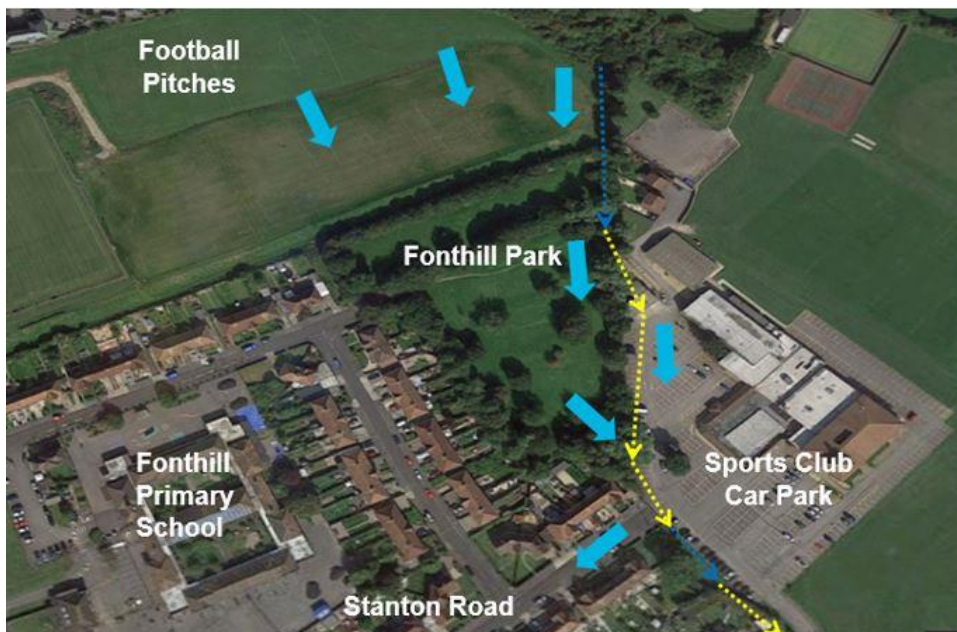 Football
Pitches
Fonthill Park
Fonthill
Primary
School
Sports Club
Car Park
Stanton Road